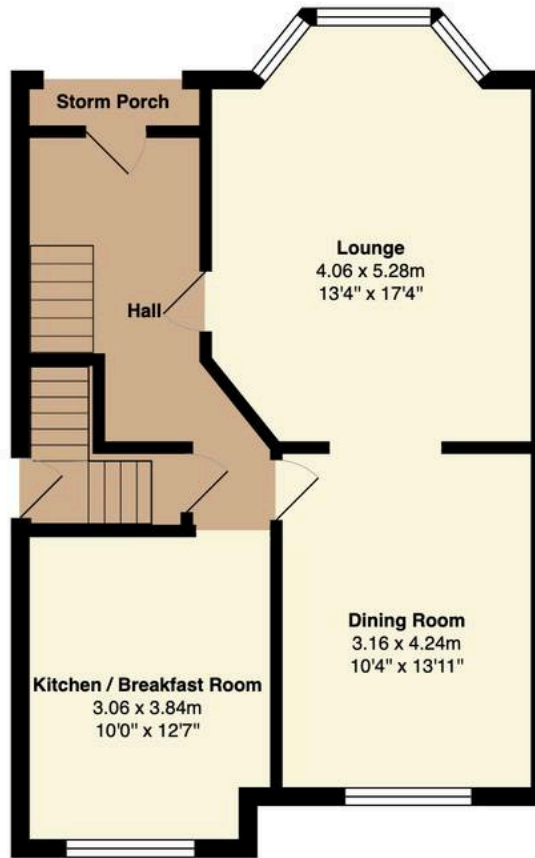 Storm Porch
Lounge
4.06 x 5.28m
13'4" x 17'4"
Hall
Dining Room
3.16 x 4.24m
10'4" x 13'11"
Kitchen / Breakfast Room
3.06 x 3.84m
10'0" x 12'7"